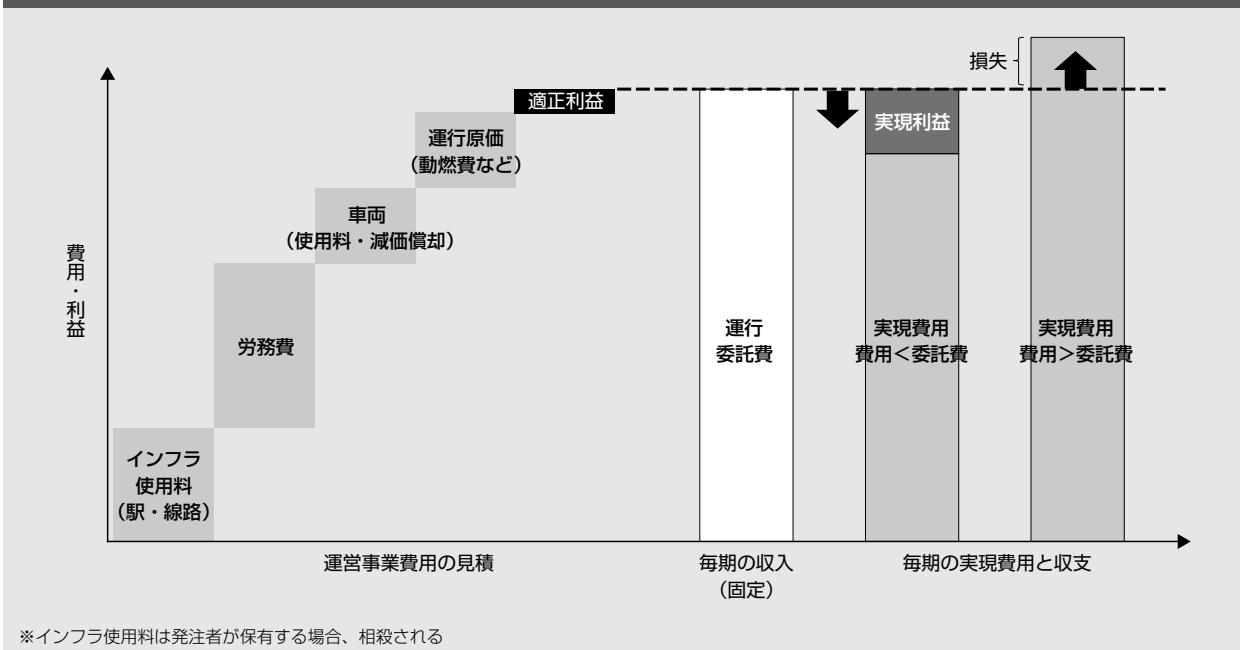 損失
適正利益
実現利益
運行原価
（動燃費など）
車両
（使用料・減価償却）
費用・利益
労務費
運行
委託費
実現費用
費用＜委託費
実現費用
費用＞委託費
インフラ
使用料
（駅・線路）
運営事業費用の見積
毎期の収入
（固定）
毎期の実現費用と収支
※インフラ使用料は発注者が保有する場合、相殺される